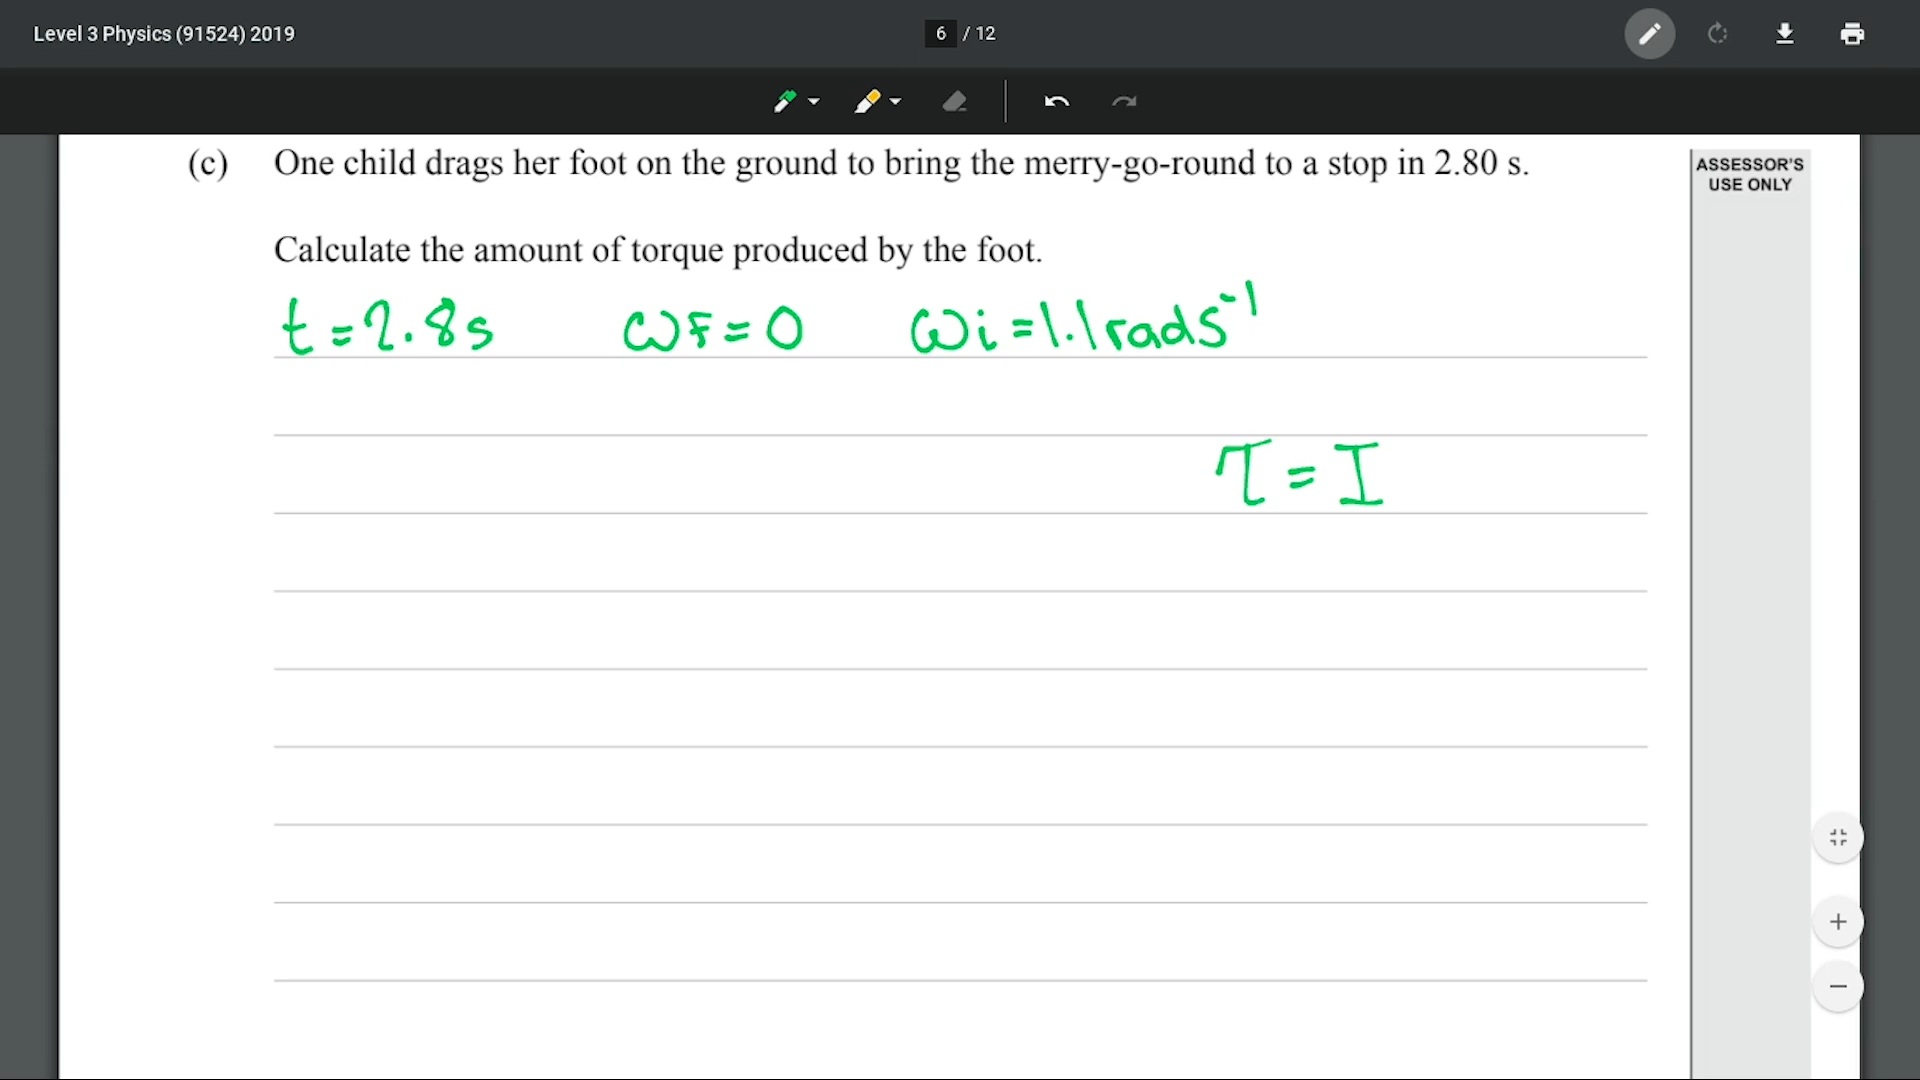 Level 3 Physics (91524) 2019
6 / 12
(c) One child drags her foot on the ground to bring the merry-go-round to a stop in 2.80 s.
ASSESSOR'S
USE ONLY
Calculate the amount of torque produced by the foot.
t = 2.8s ωf = 0 ωi = 1.1 rads⁻¹
τ = I